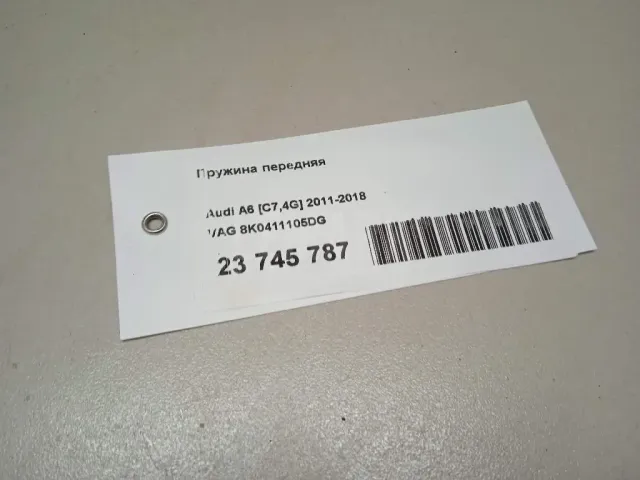 Пружина передняя
Audi A6 [C7,4G] 2011-2018
VAG 8K0411105DG
23 745 787